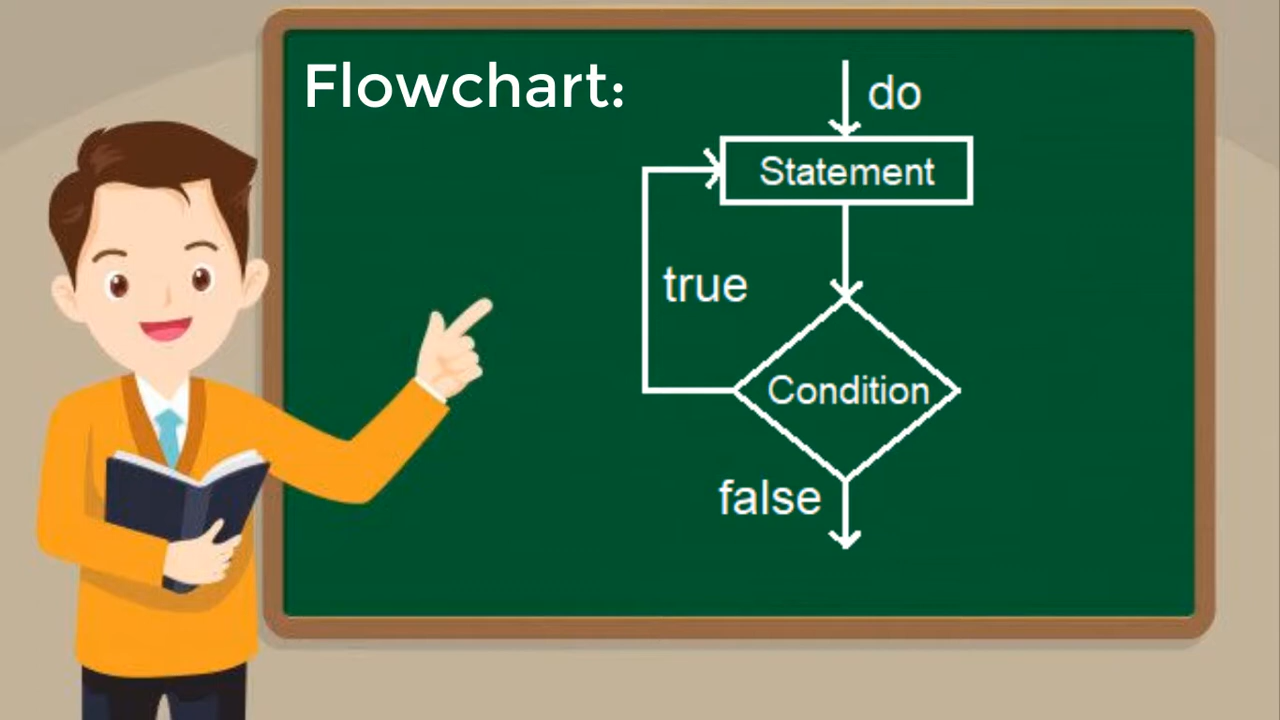 Flowchart:
do
Statement
true
Condition
false